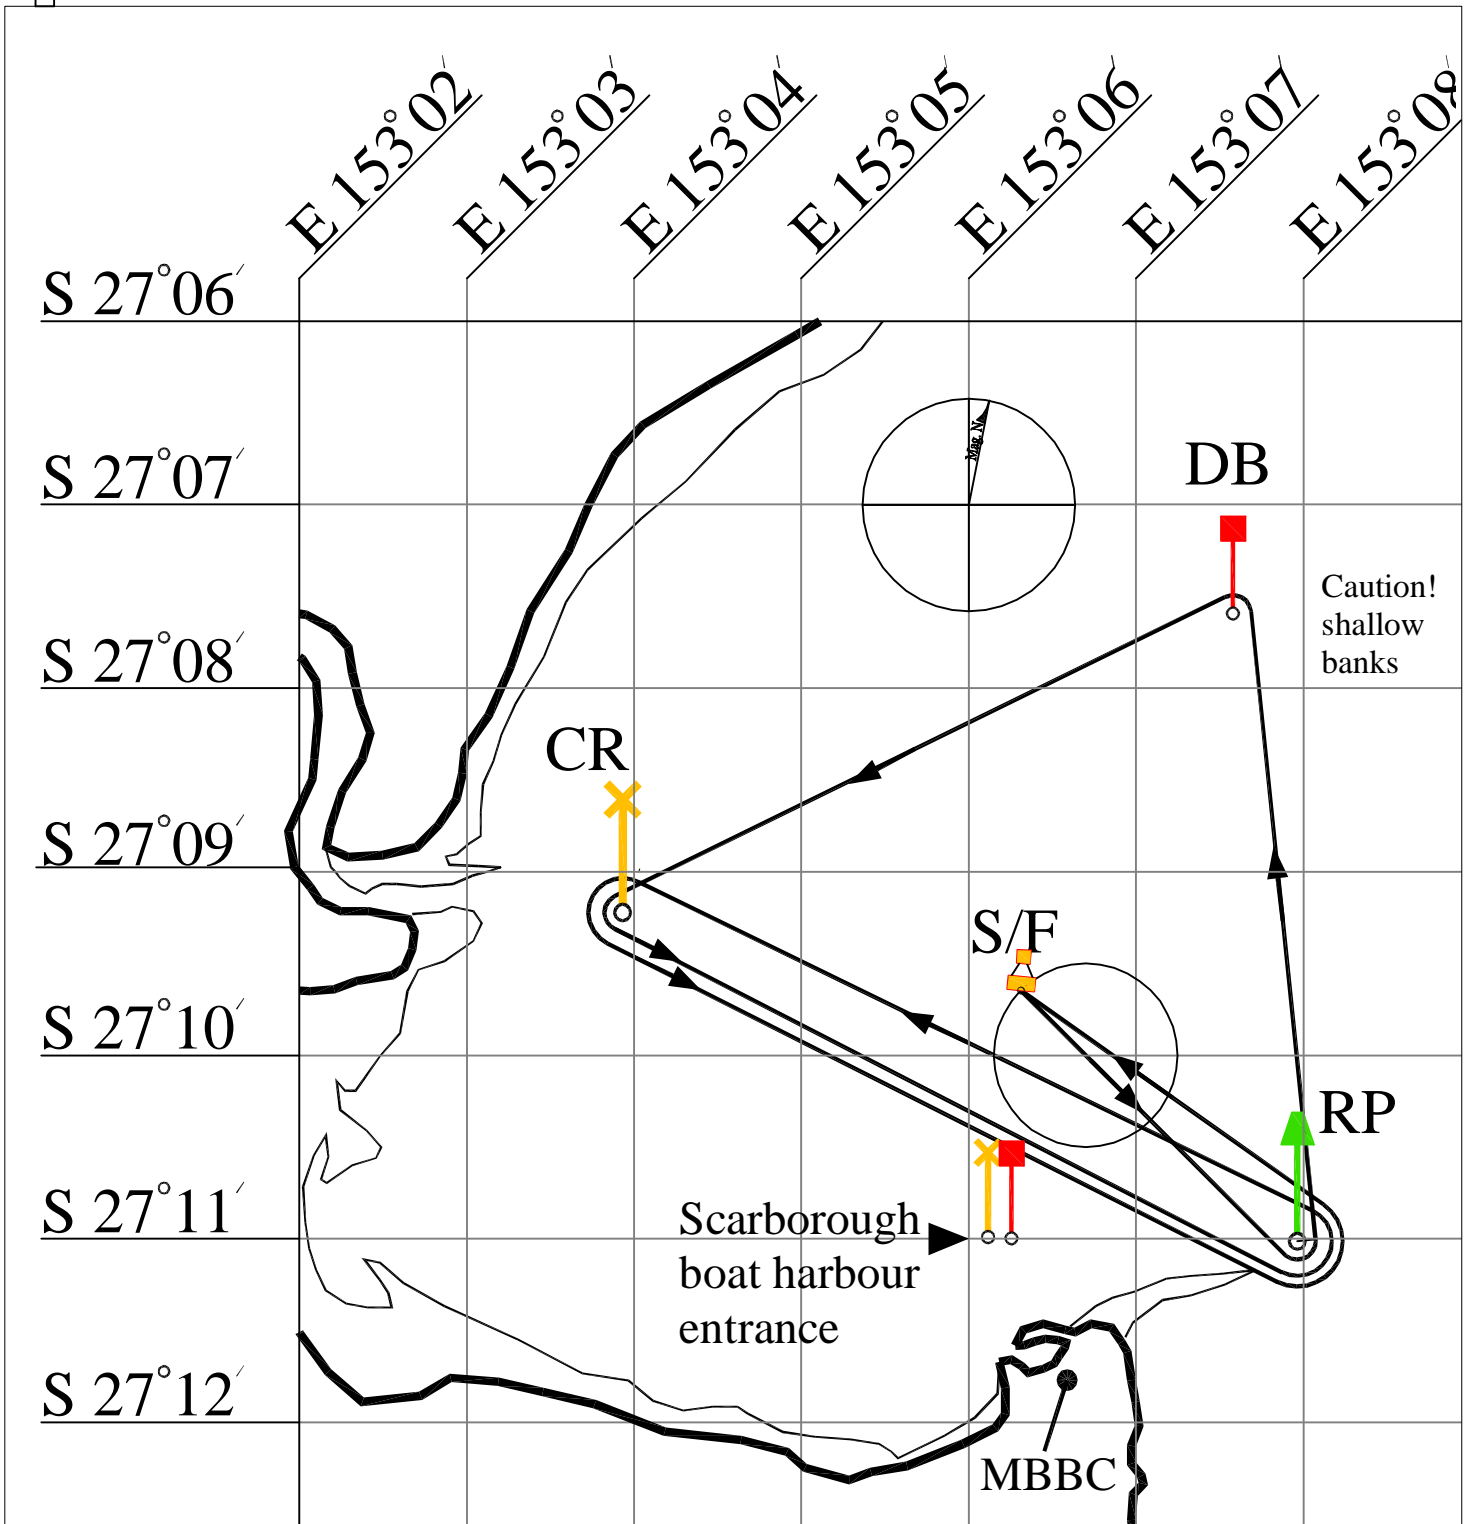 E 153°02′
E 153°03′
E 153°04′
E 153°05′
E 153°06′
E 153°07′
E 153°08′
S 27°06′
Mag. N
S 27°07′
DB
Caution!
shallow
banks
S 27°08′
CR
S 27°09′
S/F
S 27°10′
RP
S 27°11′
Scarborough
boat harbour
entrance
S 27°12′
MBBC